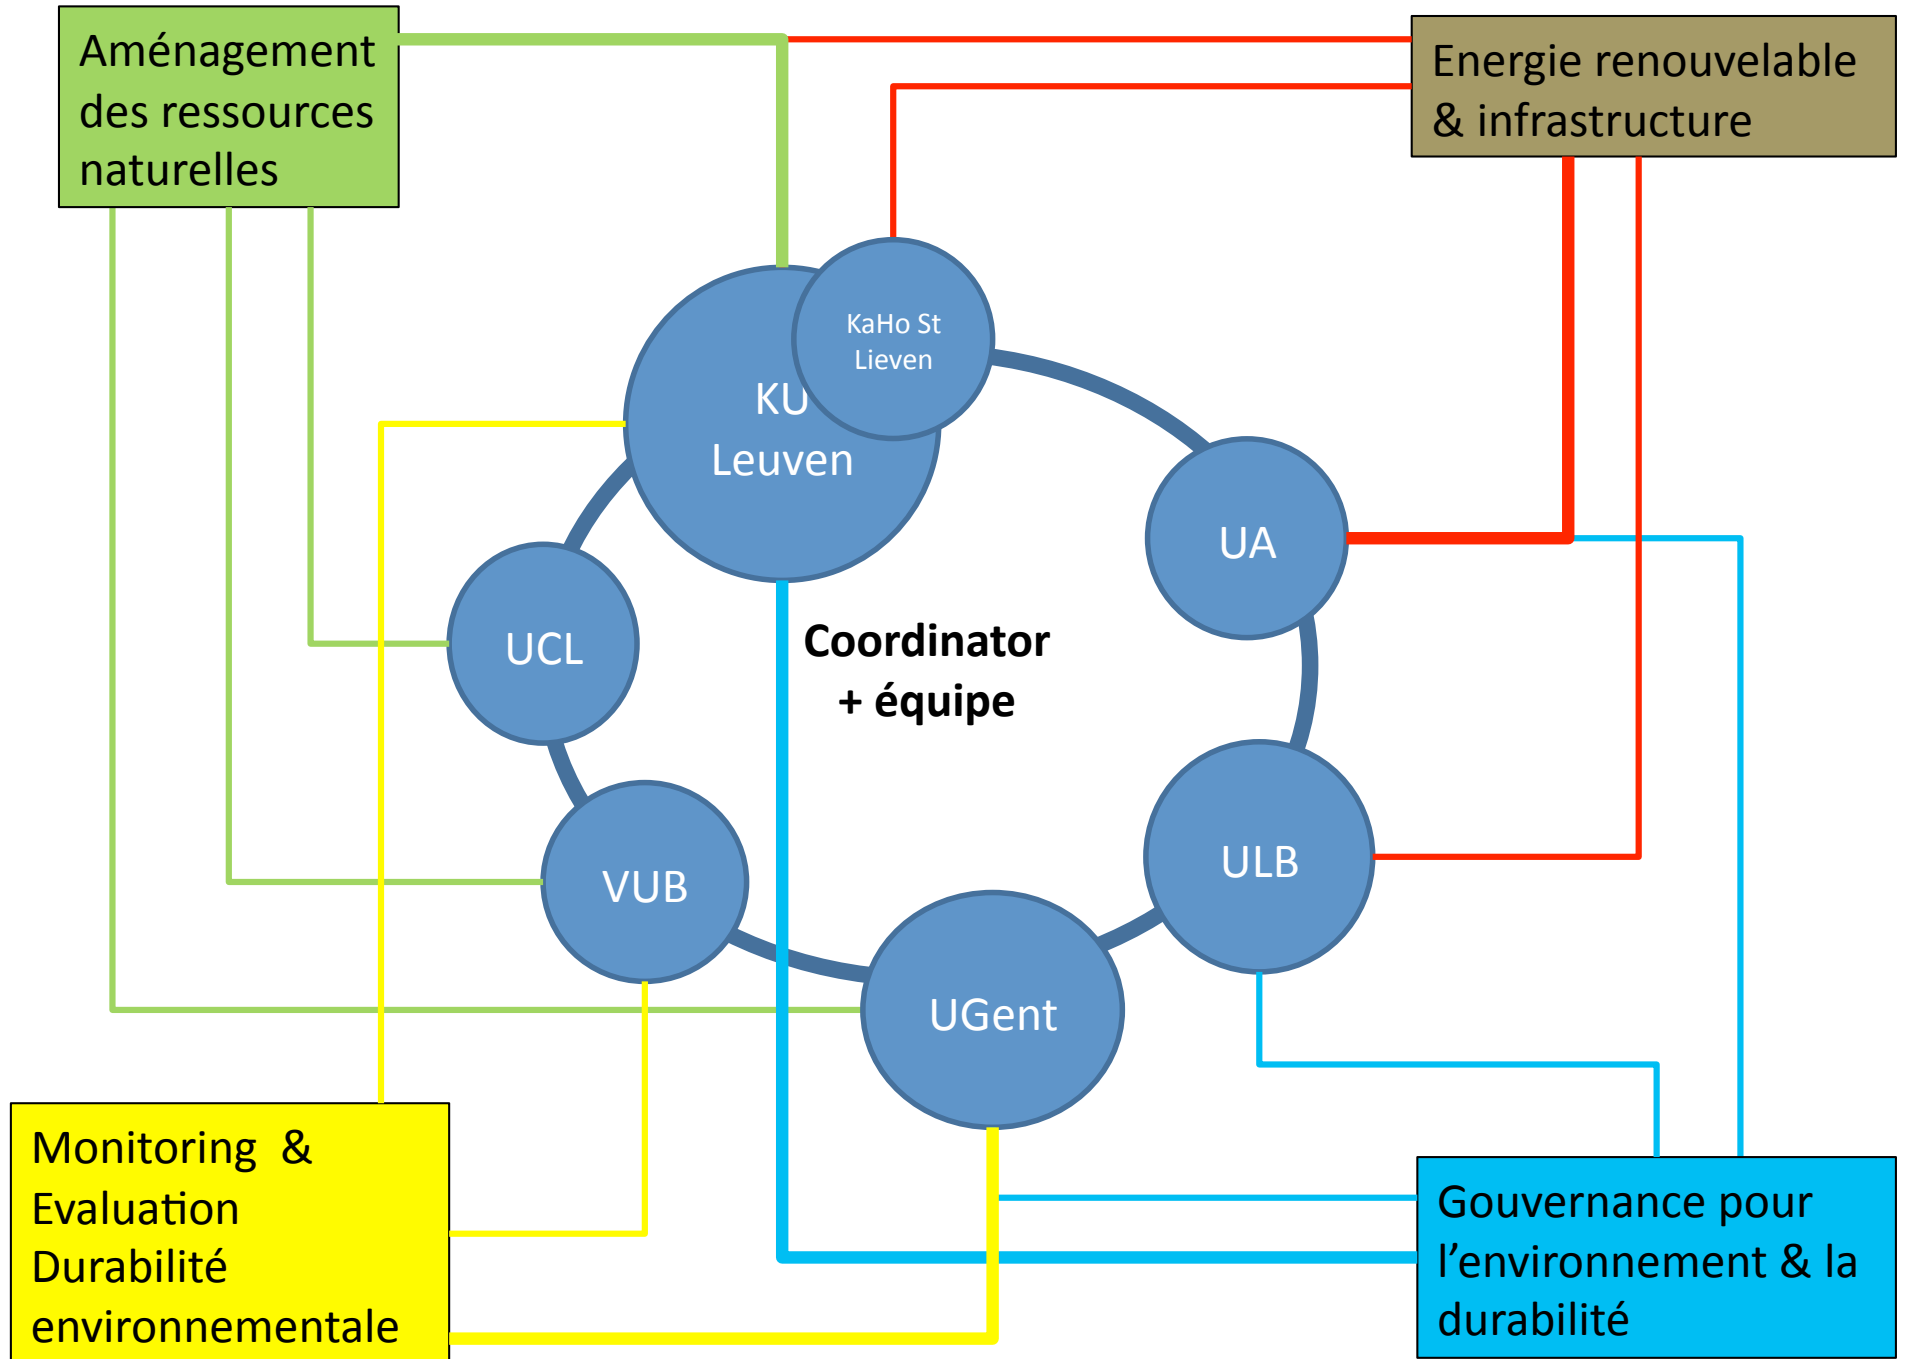 Aménagement
des ressources
naturelles
Energie renouvelable
& infrastructure
KaHo St
Lieven
KU
Leuven
UA
UCL
Coordinator
+ équipe
VUB
ULB
UGent
Monitoring &
Evaluation
Durabilité
environnementale
Gouvernance pour
l’environnement & la
durabilité